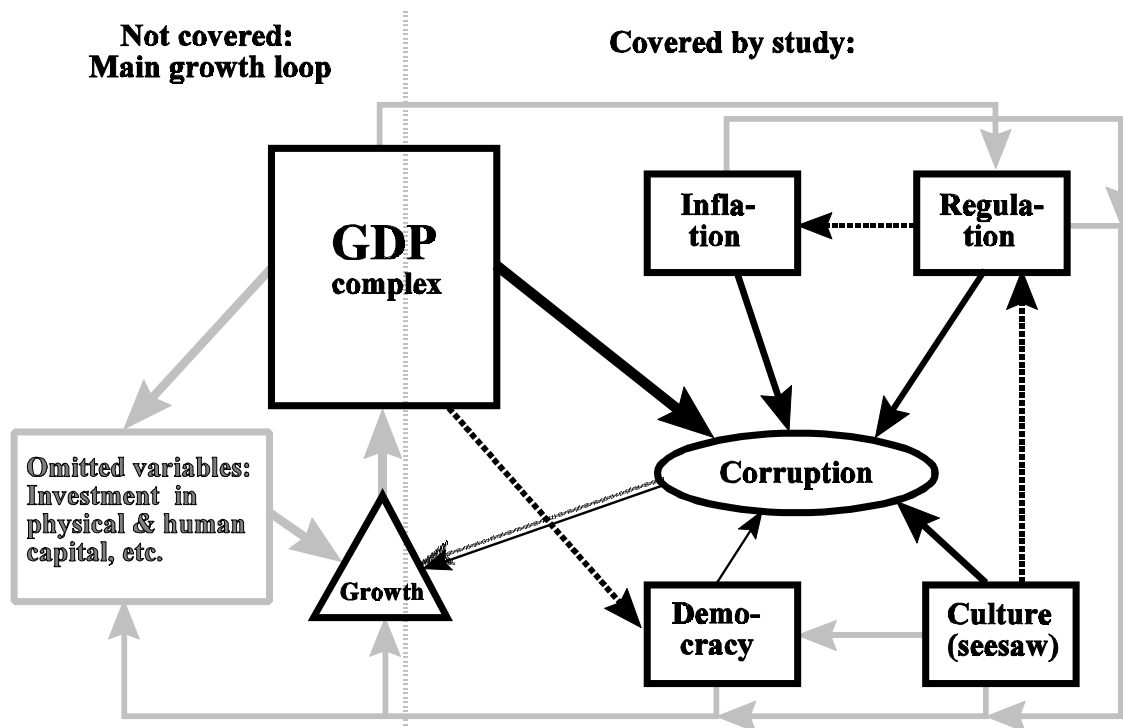 Not covered:
Main growth loop
Covered by study:
GDP
complex
Infla-
tion
Regula-
tion
Omitted variables:
Investment in
physical & human
capital, etc.
Corruption
Growth
Demo-
cracy
Culture
(seesaw)